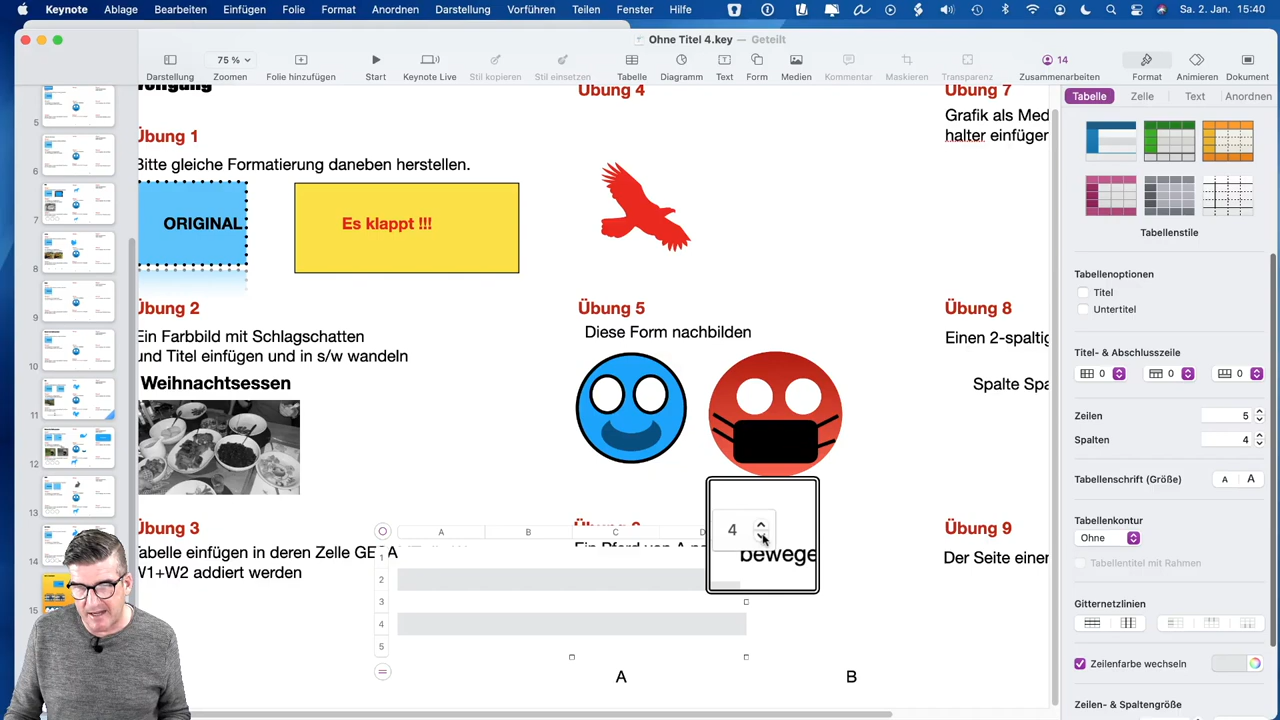 Keynote Ablage Bearbeiten Einfügen Folie Format Anordnen Darstellung Vorführen Teilen Fenster Hilfe Sa. 2. Jan. 15:40
Ohne Titel 4.key — Geteilt
75 %
14
Darstellung Zoomen Folie hinzufügen Start Keynote Live Stil kopieren Stil einsetzen Tabelle Diagramm Text Form Medien Kommentar Maskieren Transparenz Zusammenarbeiten Format Animieren Dokument
Tabelle Zelle Text Anordnen
5
6
7
8
9
10
11
12
13
14
15
Übung 1
Bitte gleiche Formatierung daneben herstellen.
ORIGINAL
Es klappt !!!
Übung 2
Ein Farbbild mit Schlagschatten
und Titel einfügen und in s/w wandeln
Weihnachtsessen
Übung 3
Tabelle einfügen in deren Zelle GESA
W1+W2 addiert werden
Übung 4
Übung 5
Diese Form nachbilden
A B C D
1
2
3
4
5
4
bewege
A
B
Übung 7
Grafik als Med
halter einfüger
Übung 8
Einen 2-spaltig
Spalte Spa
Übung 9
Der Seite einer
Tabellenstile
Tabellenoptionen
Titel
Untertitel
Titel- & Abschlusszeile
0 0 0
Zeilen 5
Spalten 4
Tabellenschrift (Größe) A A
Tabellenkontur
Ohne
Tabellentitel mit Rahmen
Gitternetzlinien
Zeilenfarbe wechseln
Zeilen- & Spaltengröße